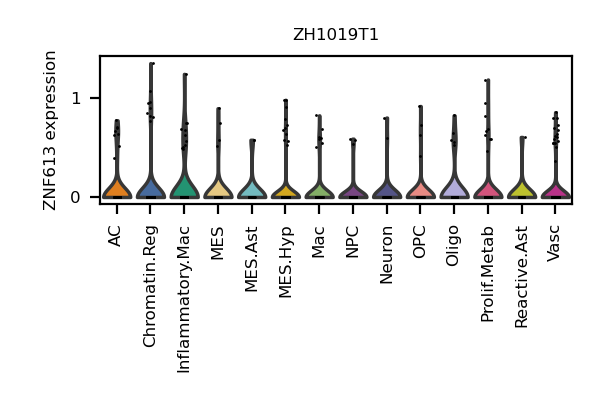 ZH1019T1
ZNF613 expression
1
0
AC
Chromatin.Reg
Inflammatory.Mac
MES
MES.Ast
MES.Hyp
Mac
NPC
Neuron
OPC
Oligo
Prolif.Metab
Reactive.Ast
Vasc